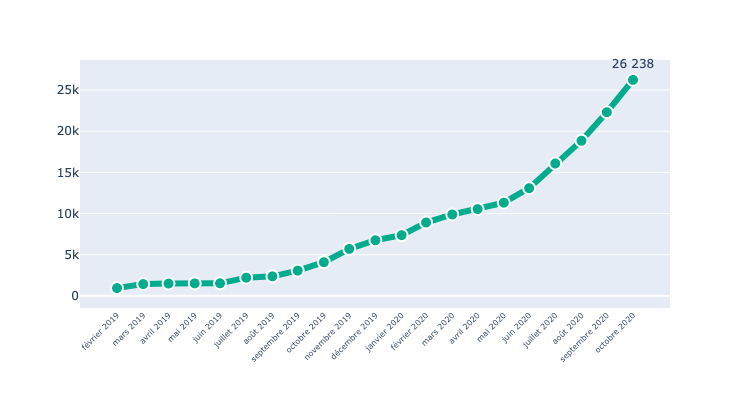 26 238
25k
20k
15k
10k
5k
0
février 2019
mars 2019
avril 2019
mai 2019
juin 2019
juillet 2019
août 2019
septembre 2019
octobre 2019
novembre 2019
décembre 2019
janvier 2020
février 2020
mars 2020
avril 2020
mai 2020
juin 2020
juillet 2020
août 2020
septembre 2020
octobre 2020